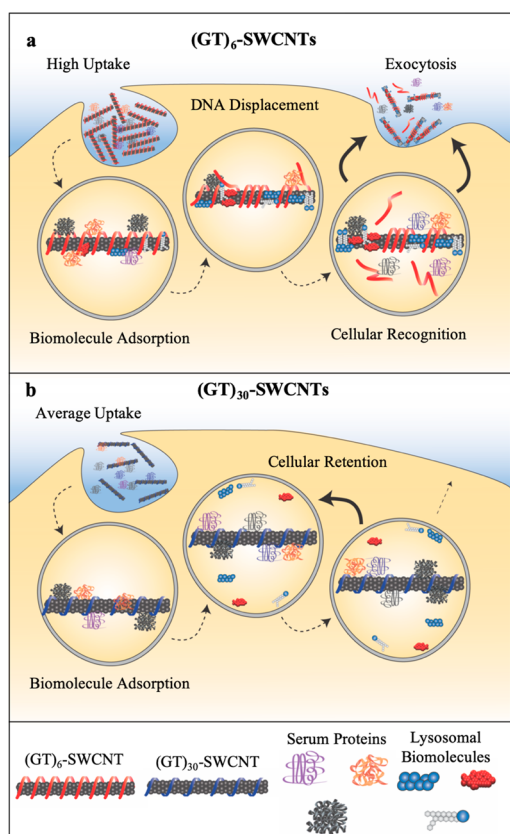 a
(GT)₆-SWCNTs
High Uptake
Exocytosis
DNA Displacement
Biomolecule Adsorption
Cellular Recognition
b
(GT)₃₀-SWCNTs
Average Uptake
Cellular Retention
Biomolecule Adsorption
(GT)₆-SWCNT
(GT)₃₀-SWCNT
Serum Proteins
Lysosomal
Biomolecules